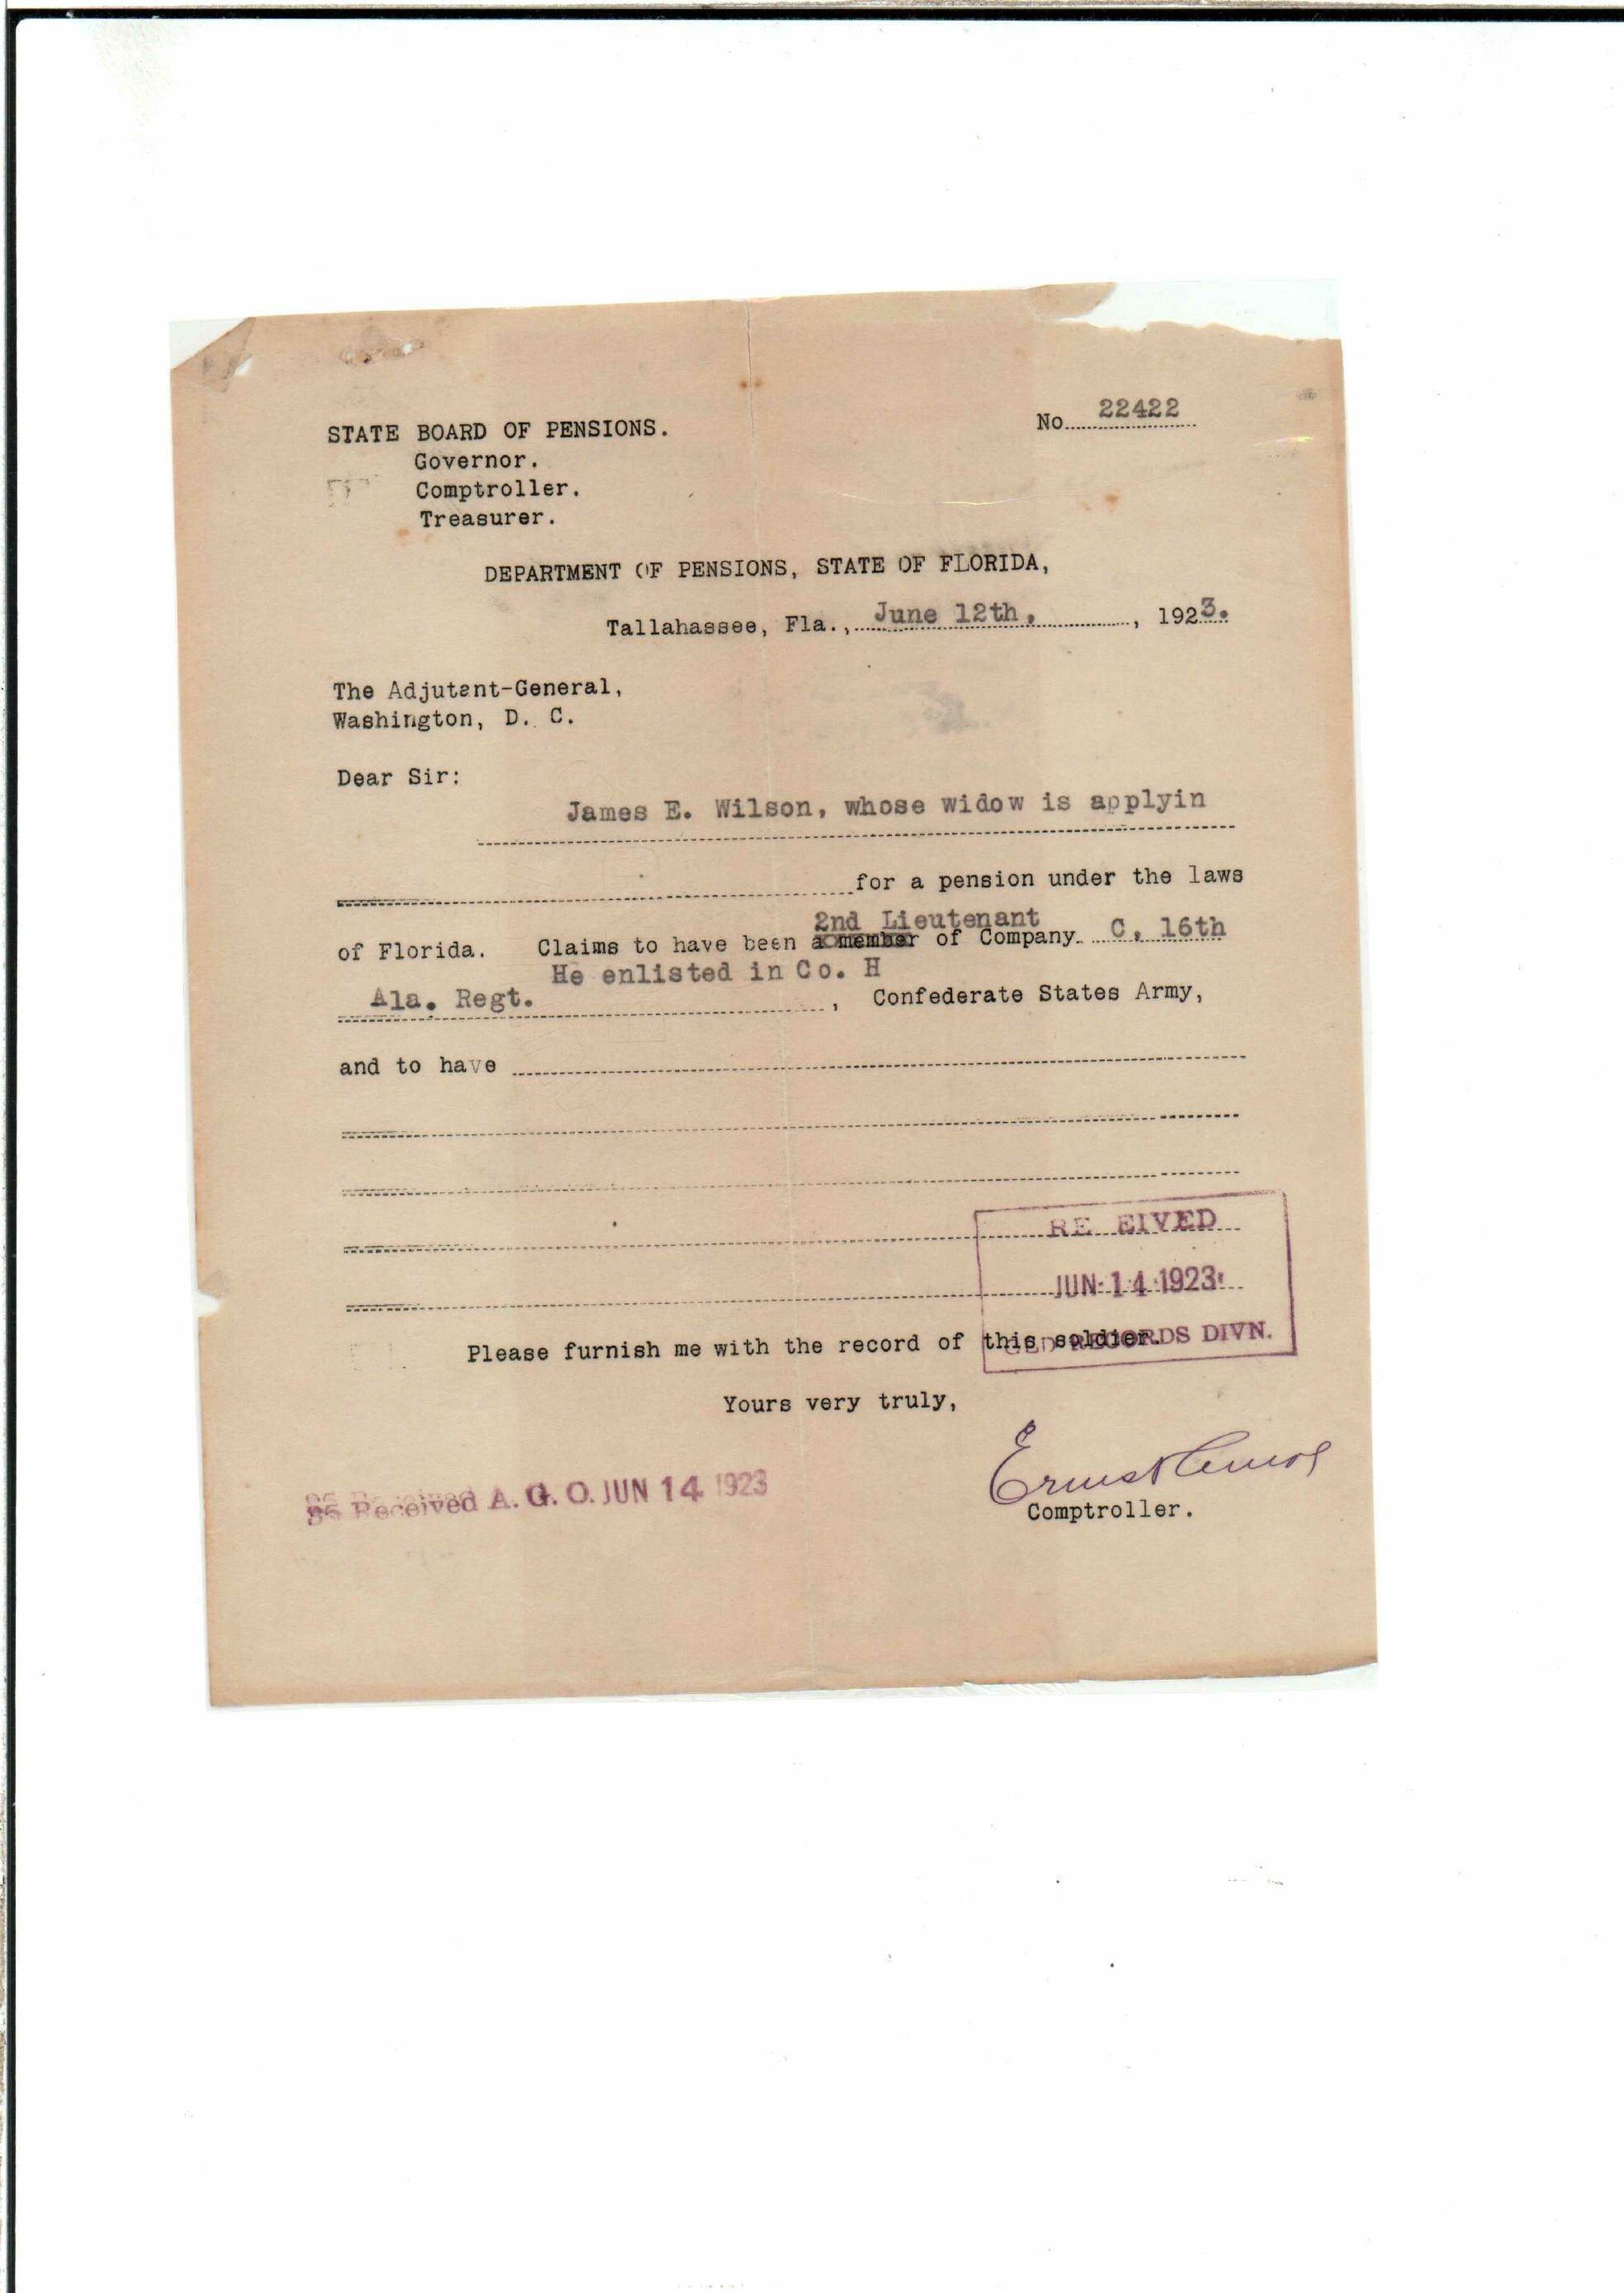 No. 22422
STATE BOARD OF PENSIONS.
Governor.
Comptroller.
Treasurer.
DEPARTMENT OF PENSIONS, STATE OF FLORIDA,
Tallahassee, Fla., June 12th, , 1923.
The Adjutant-General,
Washington, D. C.
Dear Sir:
James E. Wilson, whose widow is applyin
for a pension under the laws
2nd Lieutenant
of Florida. Claims to have been a member of Company C, 16th
He enlisted in Co. H
Ala. Regt. , Confederate States Army,
and to have
RE EIVED
JUN 14 1923
Please furnish me with the record of this soldier.
RECORDS DIVN.
Yours very truly,
Ernest Amos
Comptroller.
Received A. G. O. JUN 14 1923